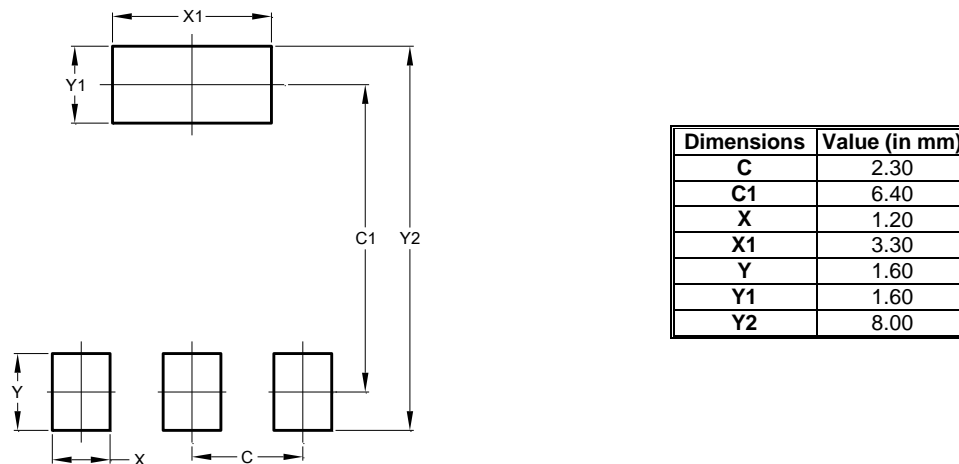 X1
Y1
C1
Y2
Y
X
C
Dimensions Value (in mm)
C 2.30
C1 6.40
X 1.20
X1 3.30
Y 1.60
Y1 1.60
Y2 8.00